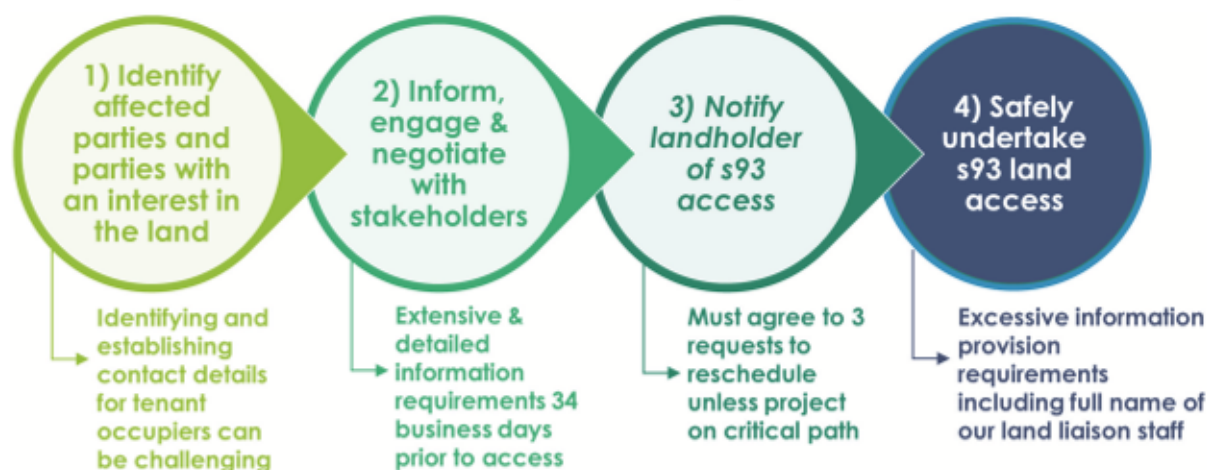 1) Identify
affected
parties and
parties with
an interest in
the land
2) Inform,
engage &
negotiate
with
stakeholders
3) Notify
landholder
of s93
access
4) Safely
undertake
s93 land
access
Identifying and
establishing
contact details
for tenant
occupiers can
be challenging
Extensive &
detailed
information
requirements 34
business days
prior to access
Must agree to 3
requests to
reschedule
unless project
on critical path
Excessive information
provision
requirements
including full name of
our land liaison staff